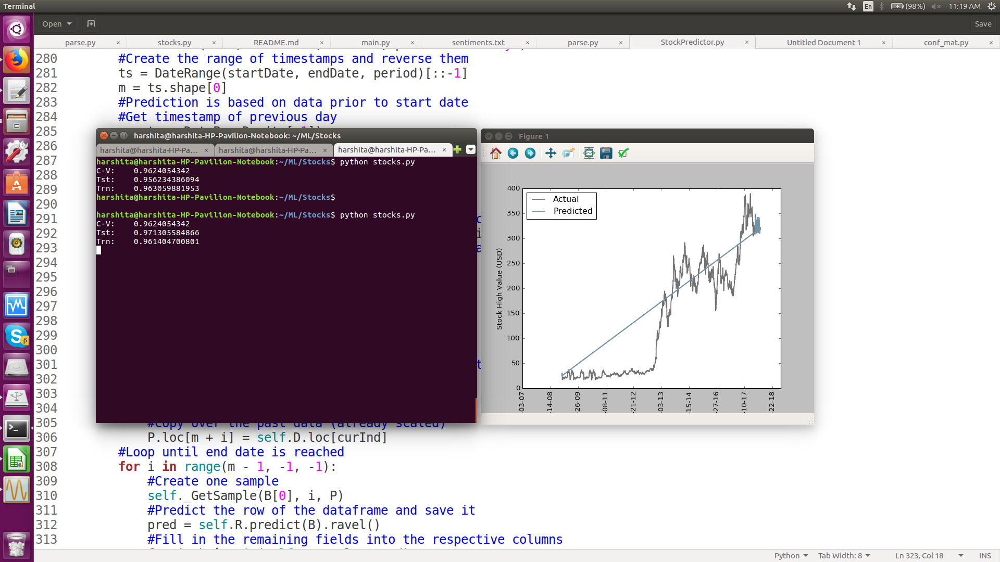 Terminal
En
(98%)
11:19 AM
Open
Save
parse.py
stocks.py
README.md
main.py
sentiments.txt
parse.py
StockPredictor.py
Untitled Document 1
conf_mat.py
280 #Create the range of timestamps and reverse them
281 ts = DateRange(startDate, endDate, period)[::-1]
282 m = ts.shape[0]
283 #Prediction is based on data prior to start date
284 #Get timestamp of previous day
285
286
287
288
289
290
291
292
293
294
295
296
297
298
299
300
301
302
303
304
305 #Copy over the past data (already scaled)
306 P.loc[m + i] = self.D.loc[curInd]
307 #Loop until end date is reached
308 for i in range(m - 1, -1, -1):
309 #Create one sample
310 self._GetSample(B[0], i, P)
311 #Predict the row of the dataframe and save it
312 pred = self.R.predict(B).ravel()
313 #Fill in the remaining fields into the respective columns
harshita@harshita-HP-Pavilion-Notebook: ~/ML/Stocks
harshita@harshita-HP-Pa...
harshita@harshita-HP-Pa...
harshita@harshita-HP-Pa...
harshita@harshita-HP-Pavilion-Notebook:~/ML/Stocks$ python stocks.py
C-V: 0.9624054342
Tst: 0.956234386094
Trn: 0.963059881953
harshita@harshita-HP-Pavilion-Notebook:~/ML/Stocks$
harshita@harshita-HP-Pavilion-Notebook:~/ML/Stocks$ python stocks.py
C-V: 0.9624054342
Tst: 0.971305584866
Trn: 0.961404700801
Figure 1
Actual
Predicted
Stock High Value (USD)
400
350
300
250
200
150
100
50
0
-03-07
-14-08
-26-09
-08-11
-21-12
-03-13
-15-14
-27-16
-10-17
-22-18
Python
Tab Width: 8
Ln 323, Col 18
INS